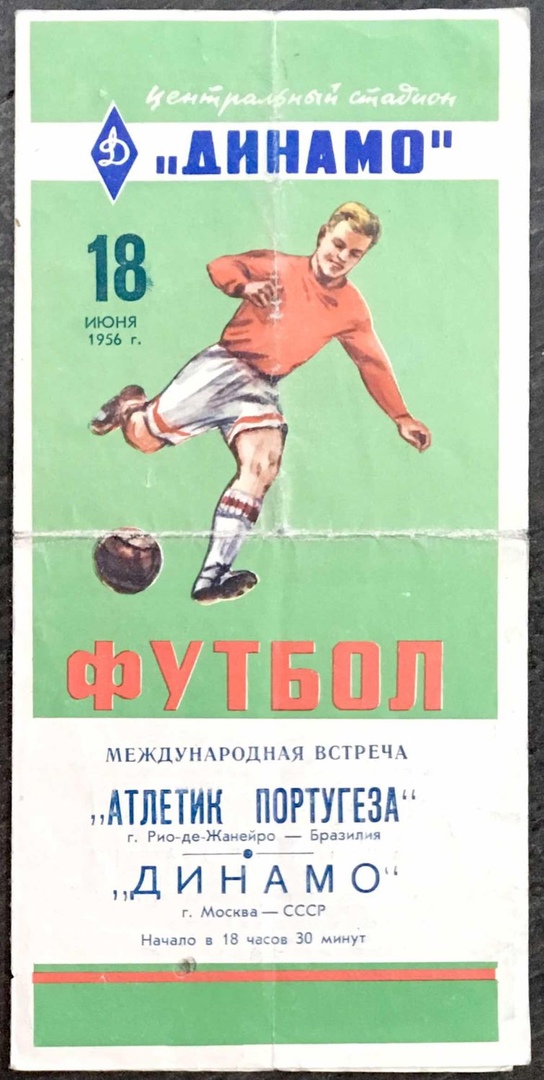 Центральный стадион
Д „ДИНАМО"
18
ИЮНЯ
1956 г.
ФУТБОЛ
МЕЖДУНАРОДНАЯ ВСТРЕЧА
„АТЛЕТИК ПОРТУГЕЗА“
г. Рио-де-Жанейро — Бразилия
„ДИНАМО“
г. Москва — СССР
Начало в 18 часов 30 минут